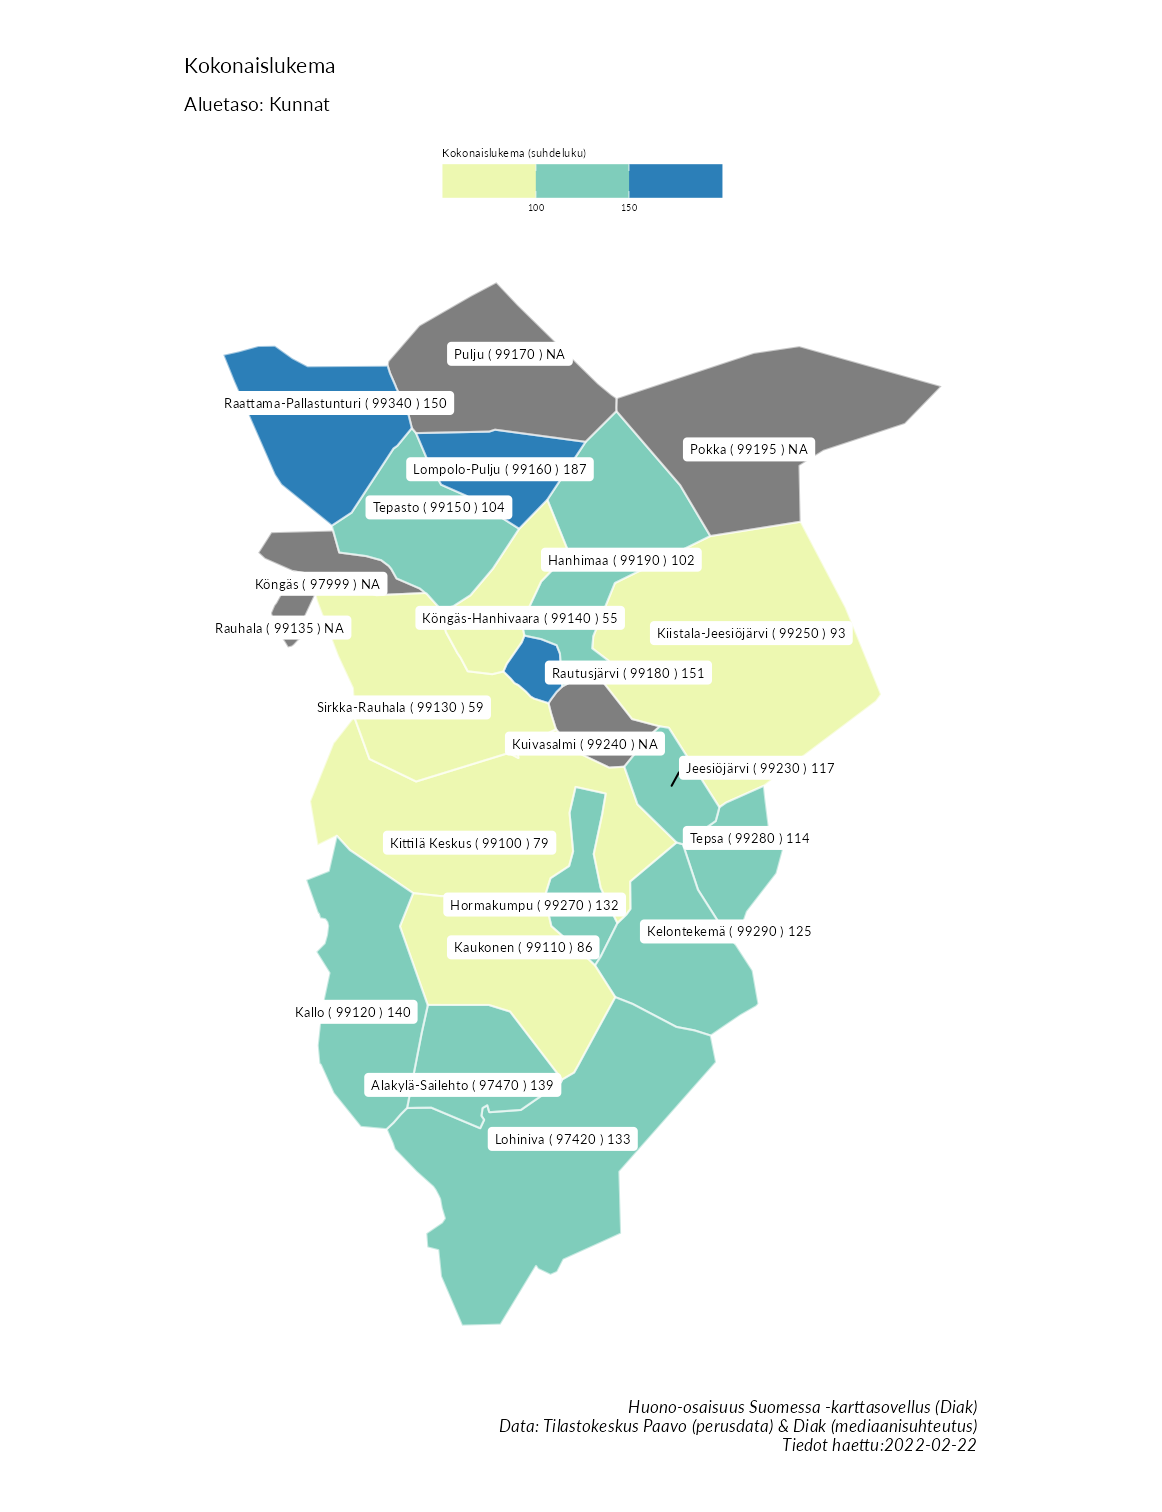 Kokonaislukema
Aluetaso: Kunnat
Kokonaislukema (suhdeluku)
100 150
Pulju ( 99170 ) NA
Raattama-Pallastunturi ( 99340 ) 150
Pokka ( 99195 ) NA
Lompolo-Pulju ( 99160 ) 187
Tepasto ( 99150 ) 104
Hanhimaa ( 99190 ) 102
Köngäs ( 97999 ) NA
Köngäs-Hanhivaara ( 99140 ) 55
Rauhala ( 99135 ) NA
Kiistala-Jeesiöjärvi ( 99250 ) 93
Rautusjärvi ( 99180 ) 151
Sirkka-Rauhala ( 99130 ) 59
Kuivasalmi ( 99240 ) NA
Jeesiöjärvi ( 99230 ) 117
Tepsa ( 99280 ) 114
Kittilä Keskus ( 99100 ) 79
Hormakumpu ( 99270 ) 132
Kelontekemä ( 99290 ) 125
Kaukonen ( 99110 ) 86
Kallo ( 99120 ) 140
Alakylä-Sailehto ( 97470 ) 139
Lohiniva ( 97420 ) 133
Huono-osaisuus Suomessa -karttasovellus (Diak)
Data: Tilastokeskus Paavo (perusdata) & Diak (mediaanisuhteutus)
Tiedot haettu:2022-02-22